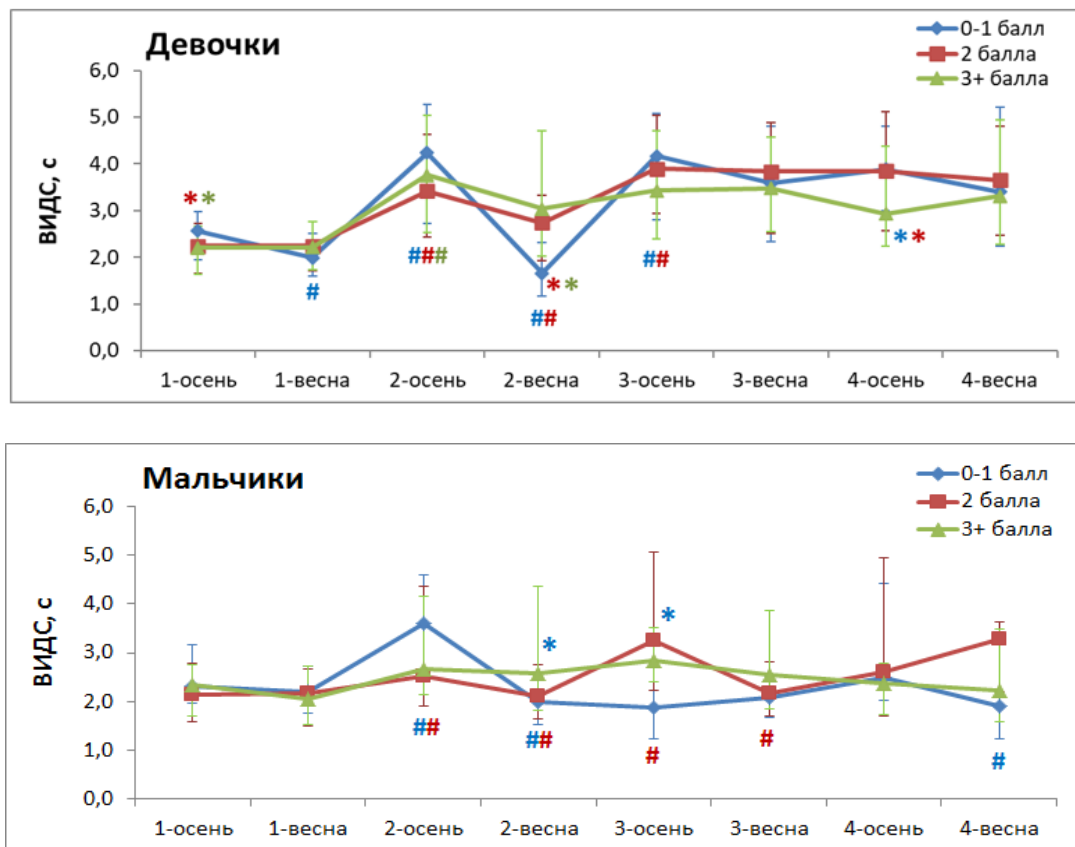 Девочки
0-1 балл
2 балла
3+ балла
ВИДС, с
6,0
5,0
4,0
3,0
2,0
1,0
0,0
* *
#
###
* *
##
##
* *
1-осень 1-весна 2-осень 2-весна 3-осень 3-весна 4-осень 4-весна
Мальчики
0-1 балл
2 балла
3+ балла
ВИДС, с
6,0
5,0
4,0
3,0
2,0
1,0
0,0
*
*
##
##
#
#
#
1-осень 1-весна 2-осень 2-весна 3-осень 3-весна 4-осень 4-весна